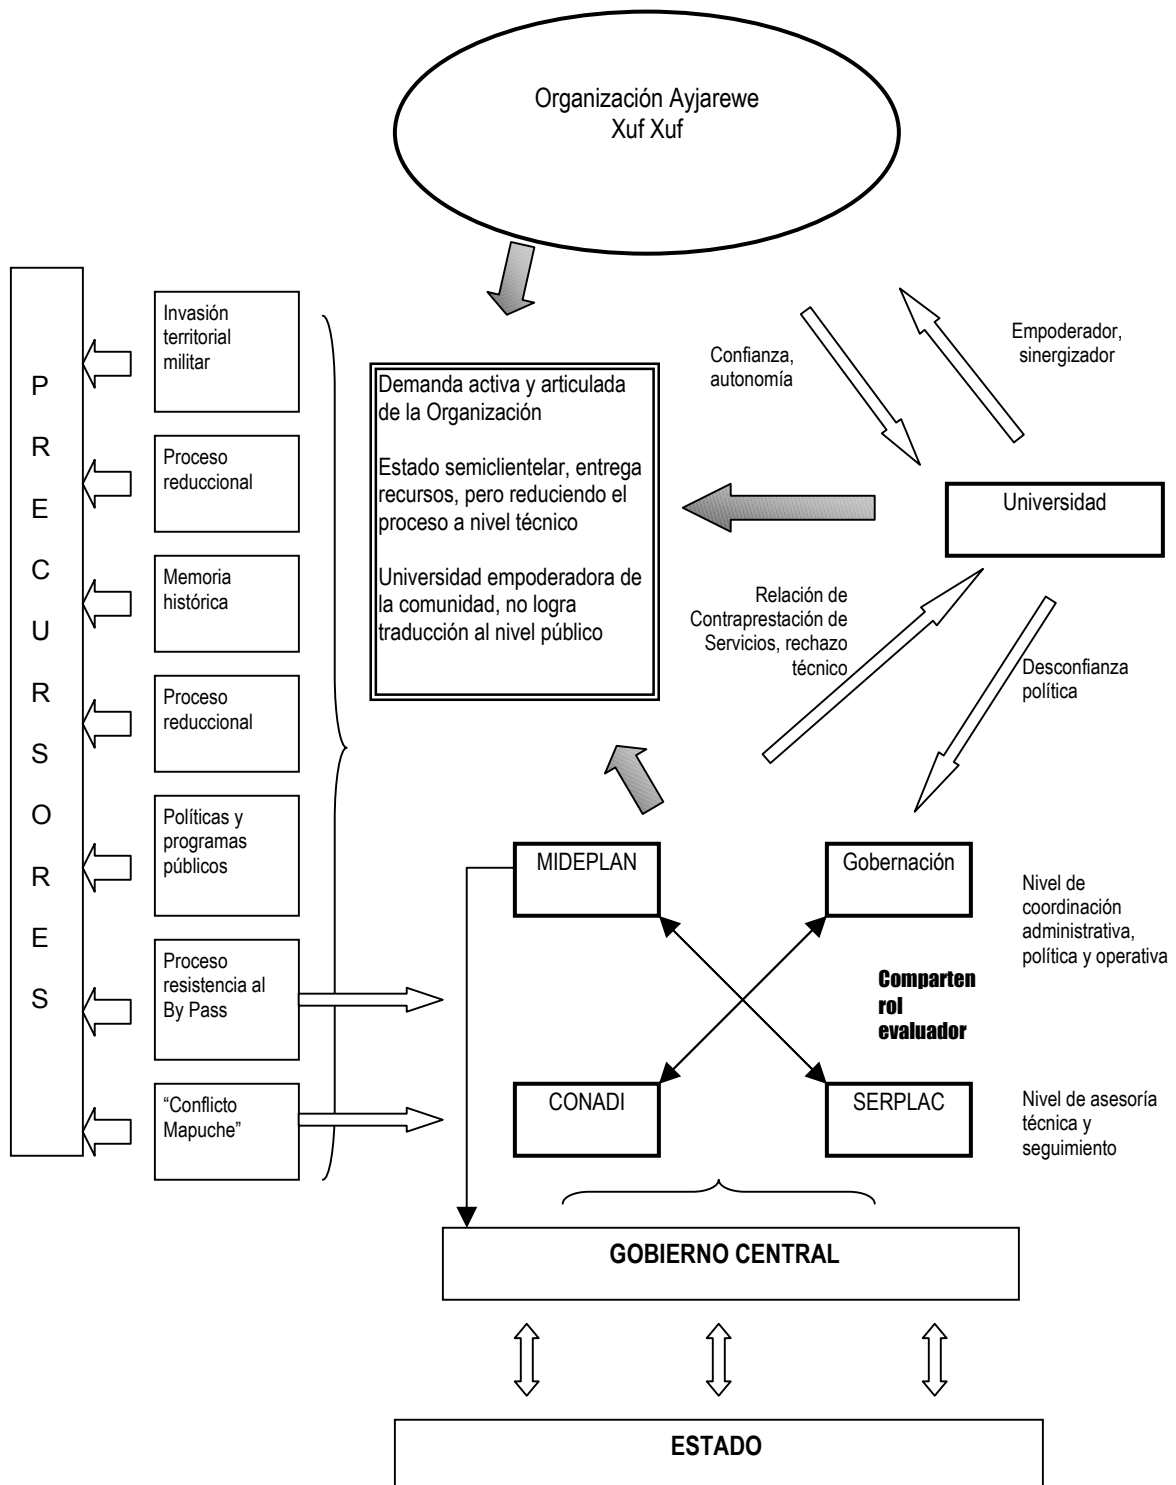 Organización Ayjarewe
Xuf Xuf
P
R
E
C
U
R
S
O
R
E
S
Invasión
territorial
militar
Proceso
reduccional
Memoria
histórica
Proceso
reduccional
Políticas y
programas
públicos
Proceso
resistencia al
By Pass
“Conflicto
Mapuche”
Demanda activa y articulada
de la Organización
Estado semiclientelar, entrega
recursos, pero reduciendo el
proceso a nivel técnico
Universidad empoderadora de
la comunidad, no logra
traducción al nivel público
Confianza,
autonomía
Empoderador,
sinergizador
Universidad
Relación de
Contraprestación de
Servicios, rechazo
técnico
Desconfianza
política
MIDEPLAN
Gobernación
Nivel de
coordinación
administrativa,
política y operativa
Comparten
rol
evaluador
CONADI
SERPLAC
Nivel de asesoría
técnica y
seguimiento
GOBIERNO CENTRAL
ESTADO